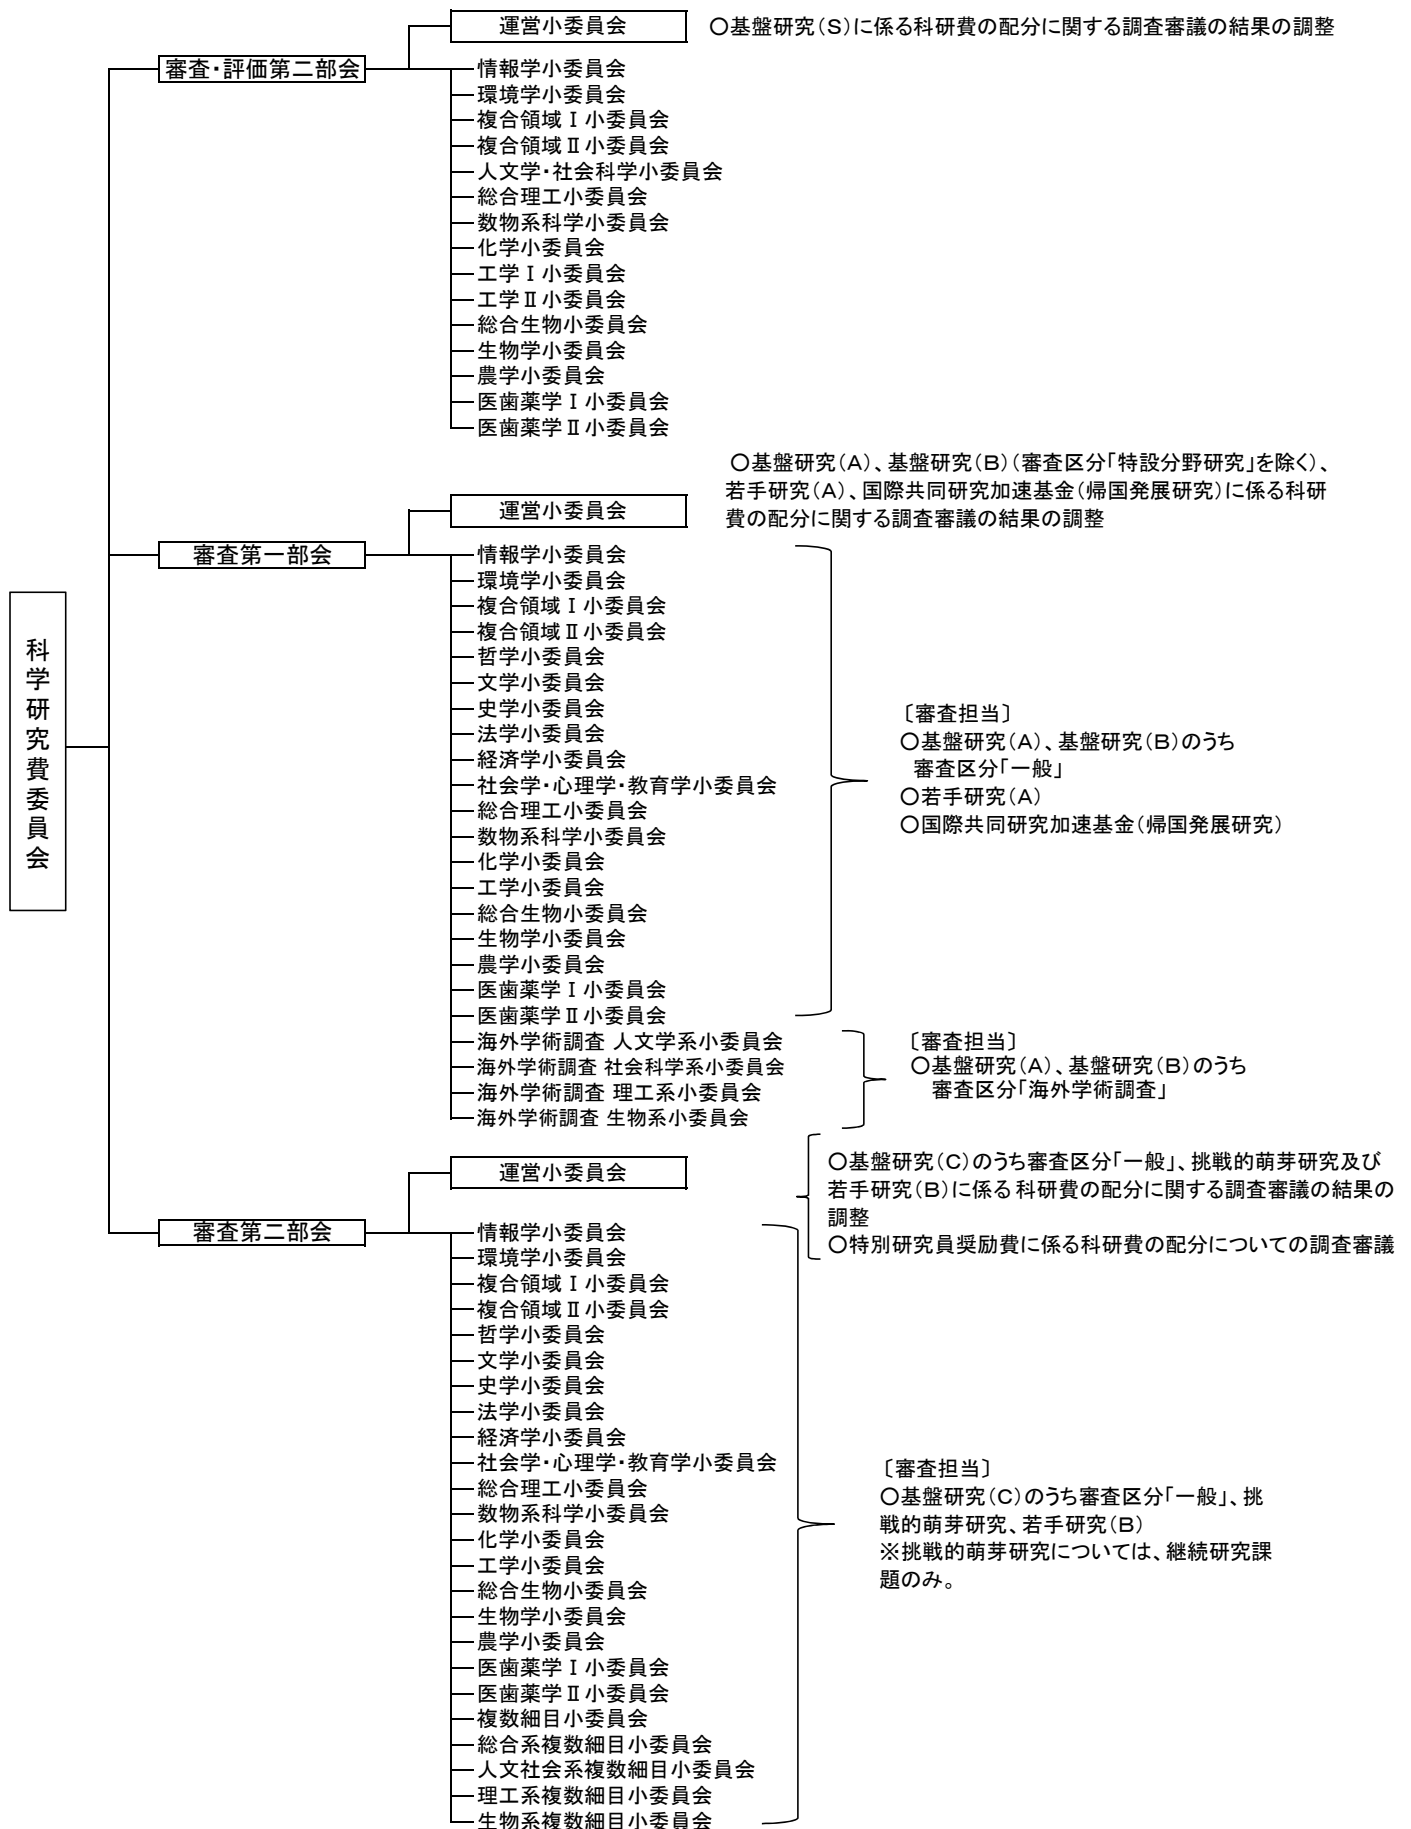 運営小委員会
○基盤研究(S)に係る科研費の配分に関する調査審議の結果の調整
審査・評価第二部会
情報学小委員会
環境学小委員会
複合領域Ⅰ小委員会
複合領域Ⅱ小委員会
人文学・社会科学小委員会
総合理工小委員会
数物系科学小委員会
化学小委員会
工学Ⅰ小委員会
工学Ⅱ小委員会
総合生物小委員会
生物学小委員会
農学小委員会
医歯薬学Ⅰ小委員会
医歯薬学Ⅱ小委員会
○基盤研究(A)、基盤研究(B)(審査区分「特設分野研究」を除く)、
若手研究(A)、国際共同研究加速基金(帰国発展研究)に係る科研
費の配分に関する調査審議の結果の調整
運営小委員会
審査第一部会
情報学小委員会
環境学小委員会
複合領域Ⅰ小委員会
複合領域Ⅱ小委員会
哲学小委員会
文学小委員会
史学小委員会
法学小委員会
経済学小委員会
社会学・心理学・教育学小委員会
総合理工小委員会
数物系科学小委員会
化学小委員会
工学小委員会
総合生物小委員会
生物学小委員会
農学小委員会
医歯薬学Ⅰ小委員会
医歯薬学Ⅱ小委員会
海外学術調査 人文学系小委員会
海外学術調査 社会科学系小委員会
海外学術調査 理工系小委員会
海外学術調査 生物系小委員会
科学研究費委員会
〔審査担当〕
○基盤研究(A)、基盤研究(B)のうち
審査区分「一般」
○若手研究(A)
○国際共同研究加速基金(帰国発展研究)
〔審査担当〕
○基盤研究(A)、基盤研究(B)のうち
審査区分「海外学術調査」
運営小委員会
○基盤研究(C)のうち審査区分「一般」、挑戦的萌芽研究及び
若手研究(B)に係る科研費の配分に関する調査審議の結果の
調整
○特別研究員奨励費に係る科研費の配分についての調査審議
審査第二部会
情報学小委員会
環境学小委員会
複合領域Ⅰ小委員会
複合領域Ⅱ小委員会
哲学小委員会
文学小委員会
史学小委員会
法学小委員会
経済学小委員会
社会学・心理学・教育学小委員会
総合理工小委員会
数物系科学小委員会
化学小委員会
工学小委員会
総合生物小委員会
生物学小委員会
農学小委員会
医歯薬学Ⅰ小委員会
医歯薬学Ⅱ小委員会
複数細目小委員会
総合系複数細目小委員会
人文社会系複数細目小委員会
理工系複数細目小委員会
生物系複数細目小委員会
〔審査担当〕
○基盤研究(C)のうち審査区分「一般」、挑
戦的萌芽研究、若手研究(B)
※挑戦的萌芽研究については、継続研究課
題のみ。